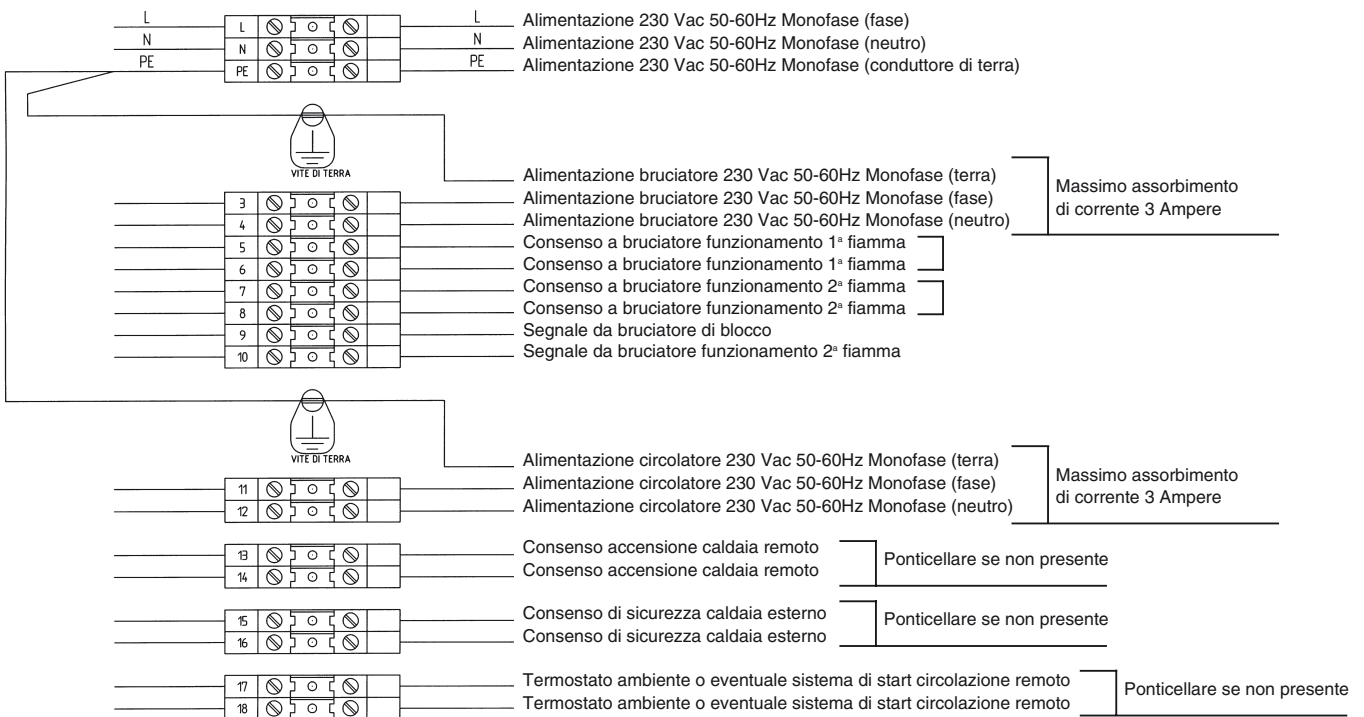 L L L Alimentazione 230 Vac 50-60Hz Monofase (fase)
N N N Alimentazione 230 Vac 50-60Hz Monofase (neutro)
PE PE PE Alimentazione 230 Vac 50-60Hz Monofase (conduttore di terra)
VITE DI TERRA
Alimentazione bruciatore 230 Vac 50-60Hz Monofase (terra)
3 Alimentazione bruciatore 230 Vac 50-60Hz Monofase (fase)
4 Alimentazione bruciatore 230 Vac 50-60Hz Monofase (neutro)
Massimo assorbimento
di corrente 3 Ampere
5 Consenso a bruciatore funzionamento 1ª fiamma
6 Consenso a bruciatore funzionamento 1ª fiamma
7 Consenso a bruciatore funzionamento 2ª fiamma
8 Consenso a bruciatore funzionamento 2ª fiamma
9 Segnale da bruciatore di blocco
10 Segnale da bruciatore funzionamento 2ª fiamma
VITE DI TERRA
Alimentazione circolatore 230 Vac 50-60Hz Monofase (terra)
11 Alimentazione circolatore 230 Vac 50-60Hz Monofase (fase)
12 Alimentazione circolatore 230 Vac 50-60Hz Monofase (neutro)
Massimo assorbimento
di corrente 3 Ampere
13 Consenso accensione caldaia remoto
14 Consenso accensione caldaia remoto
Ponticellare se non presente
15 Consenso di sicurezza caldaia esterno
16 Consenso di sicurezza caldaia esterno
Ponticellare se non presente
17 Termostato ambiente o eventuale sistema di start circolazione remoto
18 Termostato ambiente o eventuale sistema di start circolazione remoto
Ponticellare se non presente